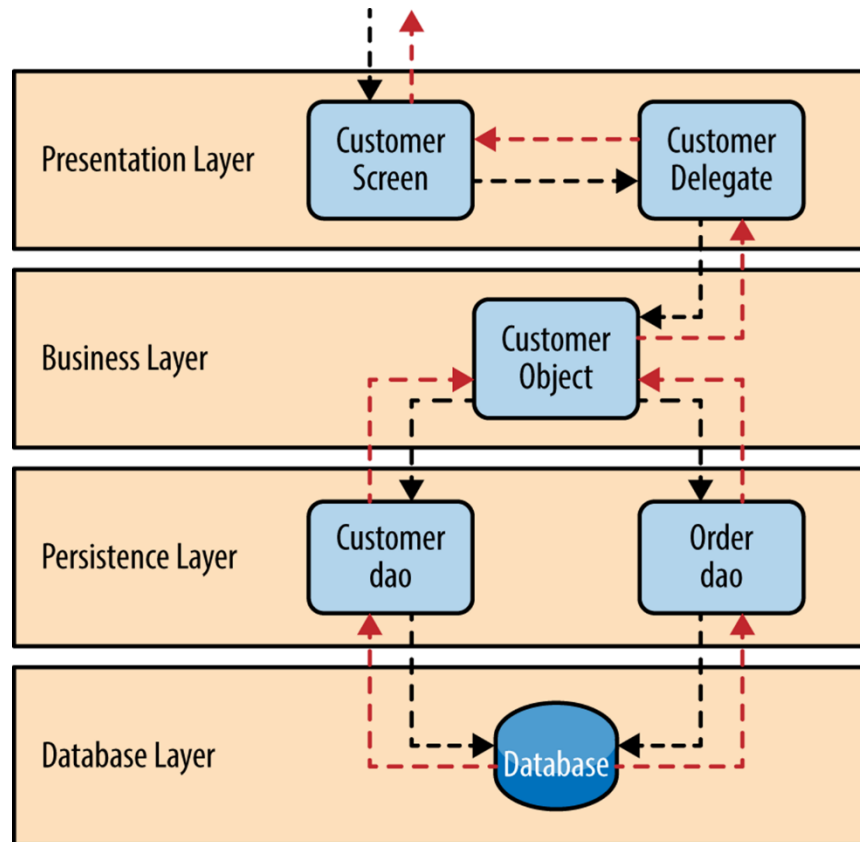 Presentation Layer
Customer
Screen
Customer
Delegate
Business Layer
Customer
Object
Persistence Layer
Customer
dao
Order
dao
Database Layer
Database